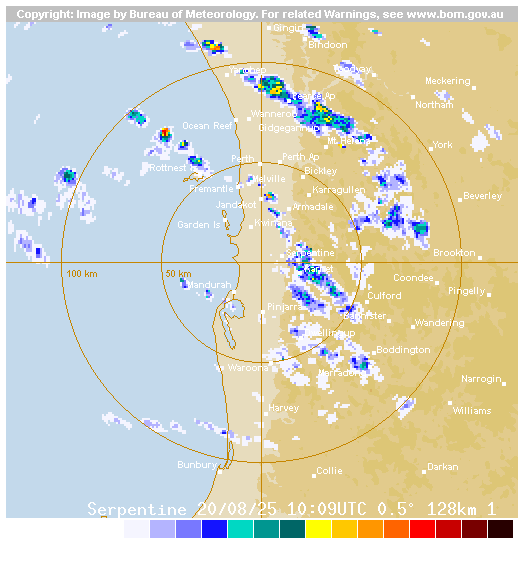 Copyright: Image by Bureau of Meteorology. For related Warnings, see www.bom.gov.au
Gingin
Bindoon
Meckering
Northam
Wanneroo
Ocean Reef
Gidgegannup
Mt
York
Perth
Perth Ap
Rottnest
Bickley
Melville
Fremantle
Karragullen
Beverley
Jandakot
Armadale
Garden Is
Kwinana
Brookton
100 km
50 km
Mandurah
Coondee
Culford
Pingelly
Pinjarra
Bannister
Wandering
Boddington
Waroona
Narrogin
Harvey
Williams
Bunbury
Collie
Darkan
Serpentine 20/08/25 10:09UTC 0.5° 128km 1